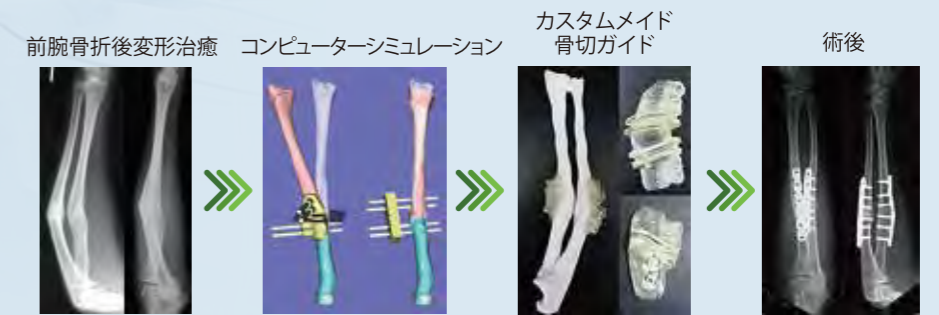 前腕骨折後変形治癒
コンピューターシミュレーション
カスタムメイド
骨切ガイド
術後